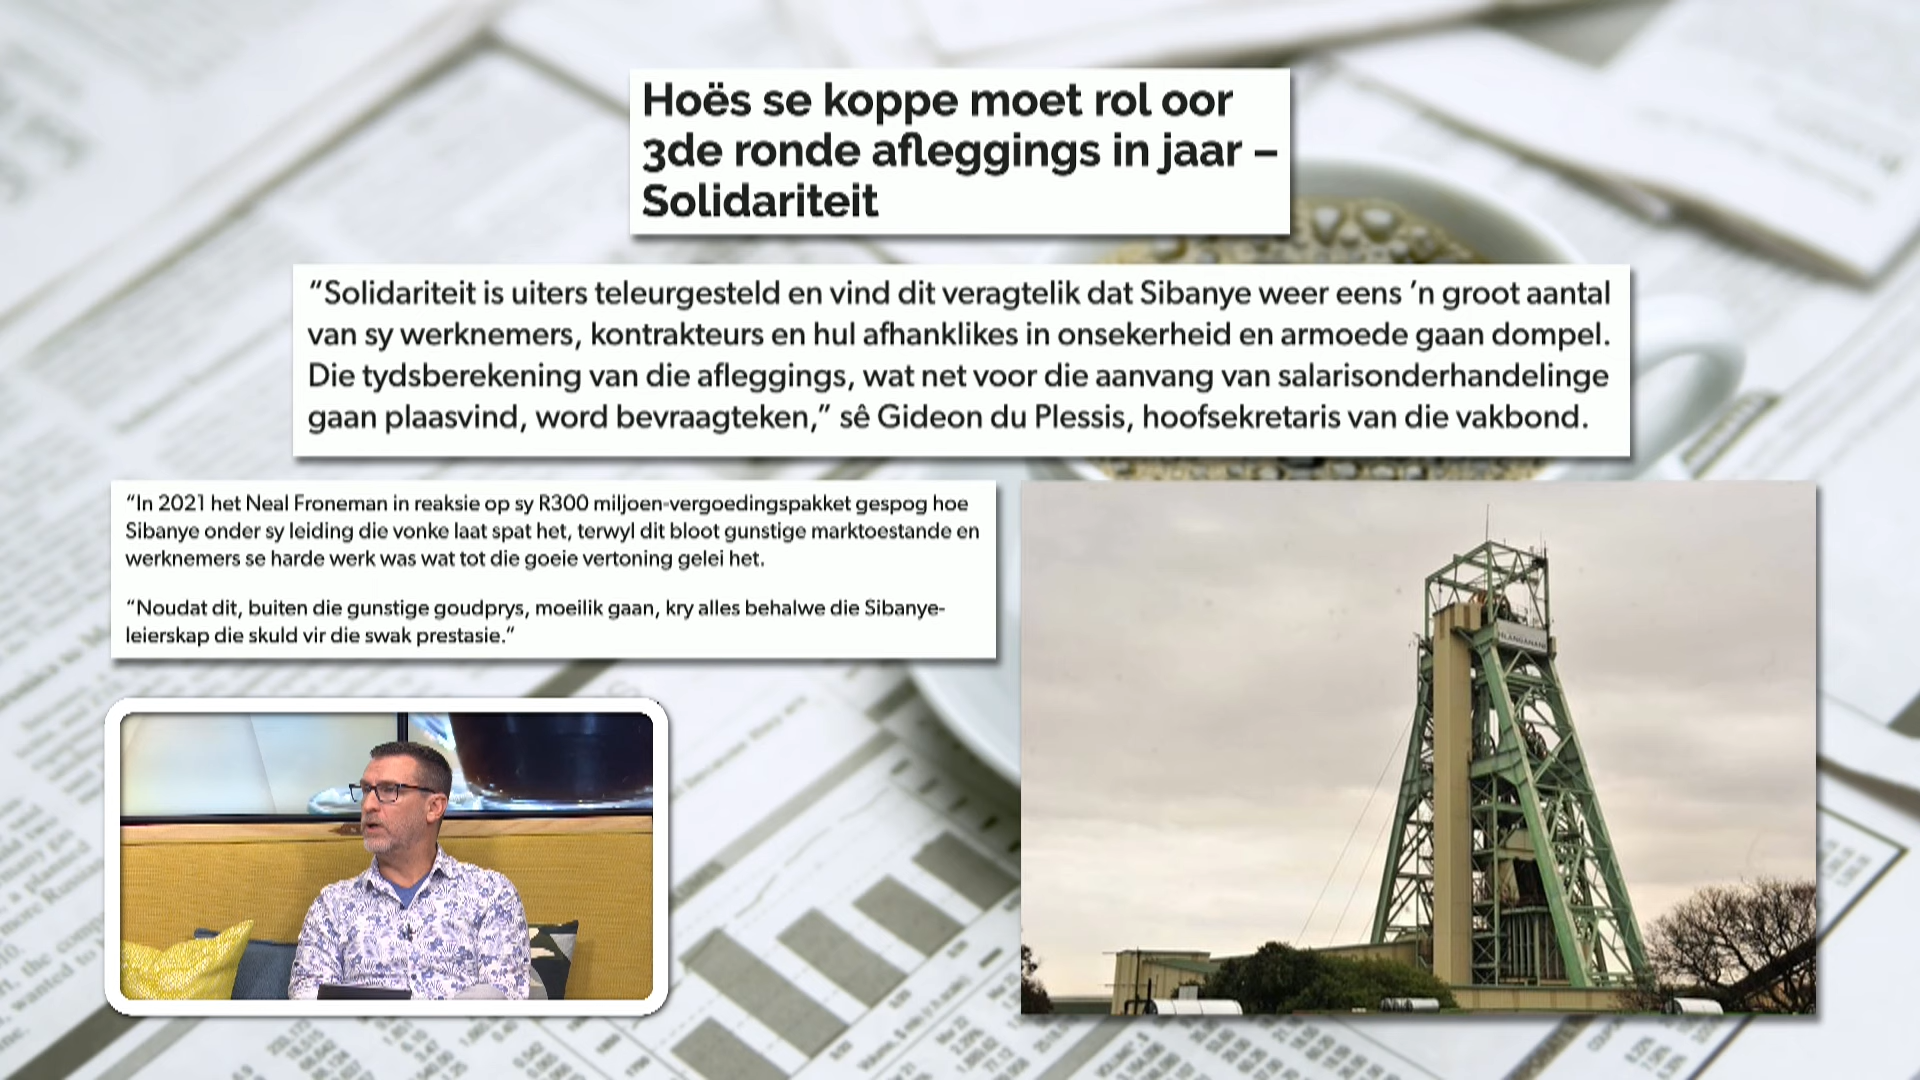 Hoës se koppe moet rol oor
3de ronde afleggings in jaar –
Solidariteit
“Solidariteit is uiters teleurgesteld en vind dit veragtelik dat Sibanye weer eens ’n groot aantal
van sy werknemers, kontrakteurs en hul afhanklikes in onsekerheid en armoede gaan dompel.
Die tydsberekening van die afleggings, wat net voor die aanvang van salarisonderhandelinge
gaan plaasvind, word bevraagteken,” sê Gideon du Plessis, hoofsekretaris van die vakbond.
“In 2021 het Neal Froneman in reaksie op sy R300 miljoen-vergoedingspakket gespog hoe
Sibanye onder sy leiding die vonke laat spat het, terwyl dit bloot gunstige marktoestande en
werknemers se harde werk was wat tot die goeie vertoning gelei het.
“Noudat dit, buiten die gunstige goudprys, moeilik gaan, kry alles behalwe die Sibanye-
leierskap die skuld vir die swak prestasie.”
HLANGANANI